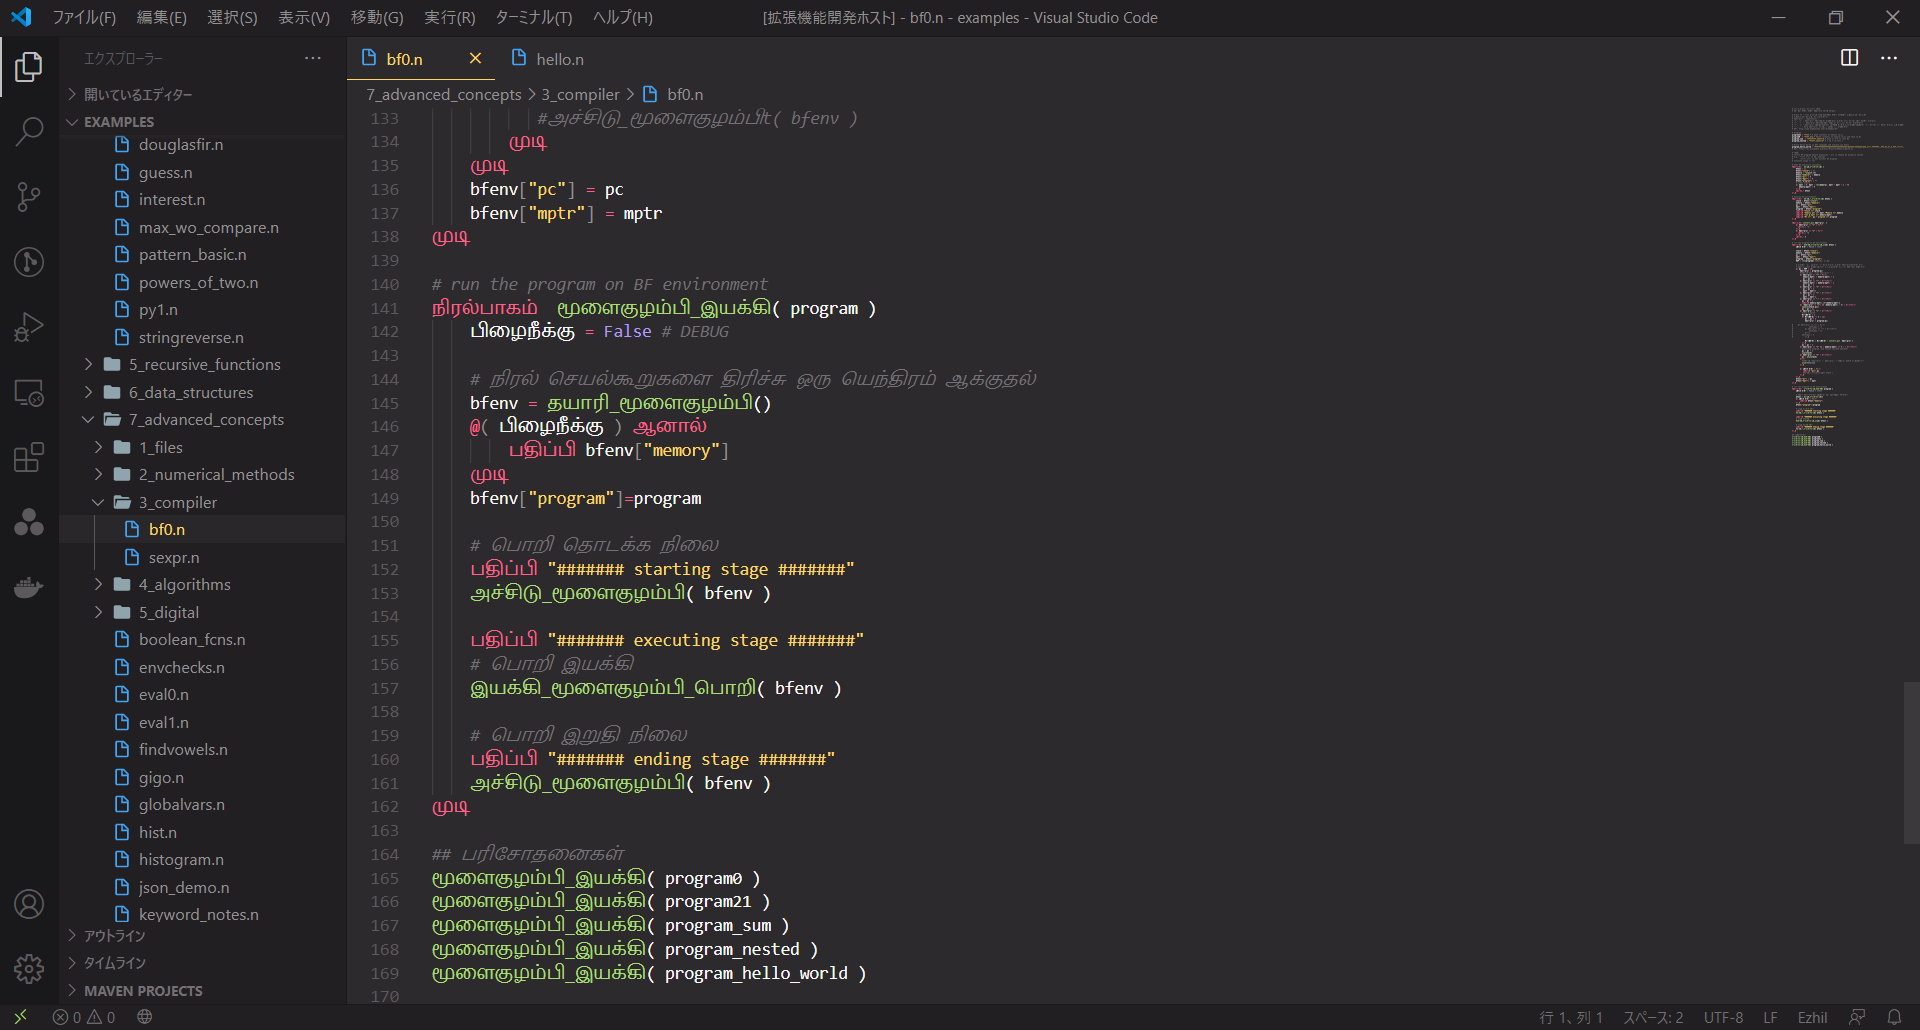 ファイル(F) 編集(E) 選択(S) 表示(V) 移動(G) 実行(R) ターミナル(T) ヘルプ(H) [拡張機能開発ホスト] - bf0.n - examples - Visual Studio Code
エクスプローラー
開いているエディター
EXAMPLES
douglasfir.n
guess.n
interest.n
max_wo_compare.n
pattern_basic.n
powers_of_two.n
py1.n
stringreverse.n
5_recursive_functions
6_data_structures
7_advanced_concepts
1_files
2_numerical_methods
3_compiler
bf0.n
sexpr.n
4_algorithms
5_digital
boolean_fcns.n
envchecks.n
eval0.n
eval1.n
findvowels.n
gigo.n
globalvars.n
hist.n
histogram.n
json_demo.n
keyword_notes.n
アウトライン
タイムライン
MAVEN PROJECTS
bf0.n hello.n
7_advanced_concepts > 3_compiler > bf0.n
133 #அச்சிடு_மூளைகுழம்பிt( bfenv )
134 முடி
135 முடி
136 bfenv["pc"] = pc
137 bfenv["mptr"] = mptr
138 முடி
139
140 # run the program on BF environment
141 நிரல்பாகம் மூளைகுழம்பி_இயக்கி( program )
142 பிழைநீக்கு = False # DEBUG
143
144 # நிரல் செயல்கூறுகளை திரிச்சு ஒரு யெந்திரம் ஆக்குதல்
145 bfenv = தயாரி_மூளைகுழம்பி()
146 @( பிழைநீக்கு ) ஆனால்
147 பதிப்பி bfenv["memory"]
148 முடி
149 bfenv["program"]=program
150
151 # பொறி தொடக்க நிலை
152 பதிப்பி "####### starting stage #######"
153 அச்சிடு_மூளைகுழம்பி( bfenv )
154
155 பதிப்பி "####### executing stage #######"
156 # பொறி இயக்கி
157 இயக்கி_மூளைகுழம்பி_பொறி( bfenv )
158
159 # பொறி இறுதி நிலை
160 பதிப்பி "####### ending stage #######"
161 அச்சிடு_மூளைகுழம்பி( bfenv )
162 முடி
163
164 ## பரிசோதனைகள்
165 மூளைகுழம்பி_இயக்கி( program0 )
166 மூளைகுழம்பி_இயக்கி( program21 )
167 மூளைகுழம்பி_இயக்கி( program_sum )
168 மூளைகுழம்பி_இயக்கி( program_nested )
169 மூளைகுழம்பி_இயக்கி( program_hello_world )
170
0 0 行 1、列 1 スペース: 2 UTF-8 LF Ezhil